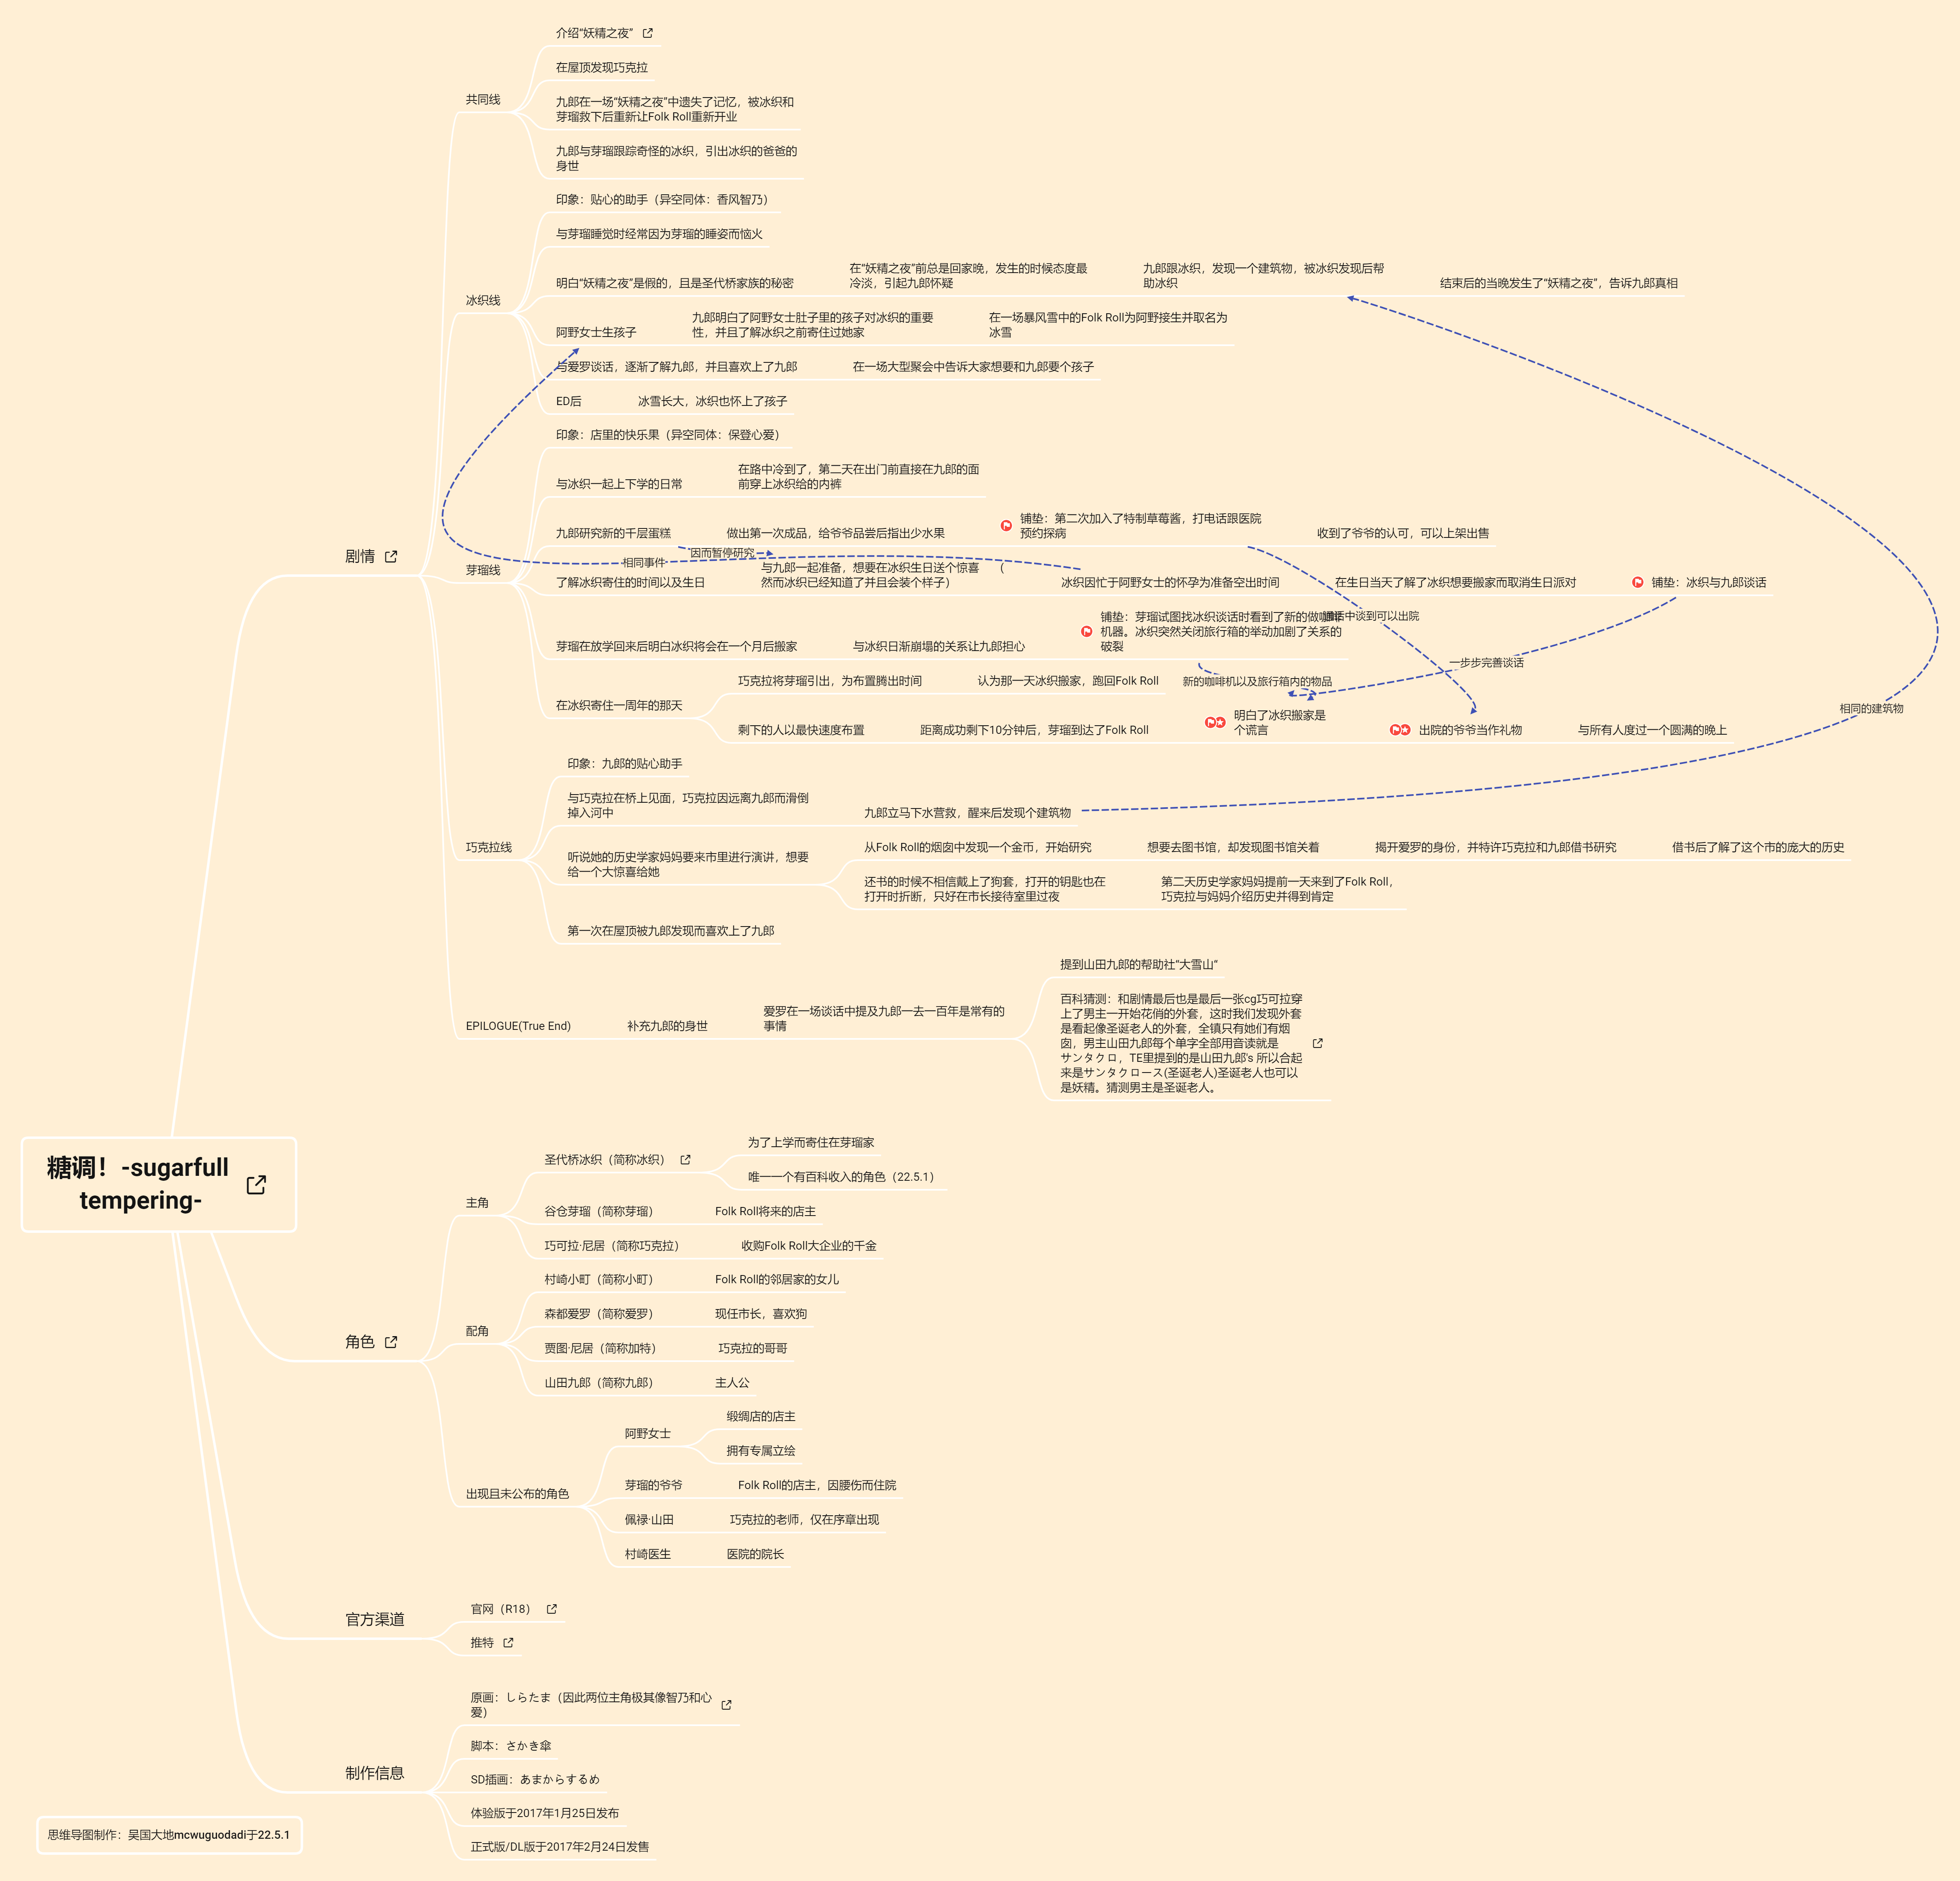 介绍“妖精之夜”
在屋顶发现巧克拉
共同线
九郎在一场“妖精之夜”中遗失了记忆，被冰织和
芽瑠救下后重新让Folk Roll重新开业
九郎与芽瑠跟踪奇怪的冰织，引出冰织的爸爸的
身世
印象：贴心的助手（异空同体：香风智乃）
与芽瑠睡觉时经常因为芽瑠的睡姿而恼火
冰织线
明白“妖精之夜”是假的，且是圣代桥家族的秘密
在“妖精之夜”前总是回家晚，发生的时候态度最
冷淡，引起九郎怀疑
九郎跟冰织，发现一个建筑物，被冰织发现后帮
助冰织
结束后的当晚发生了“妖精之夜”，告诉九郎真相
阿野女士生孩子
九郎明白了阿野女士肚子里的孩子对冰织的重要
性，并且了解冰织之前寄住过她家
在一场暴风雪中的Folk Roll为阿野接生并取名为
冰雪
与爱罗谈话，逐渐了解九郎，并且喜欢上了九郎
在一场大型聚会中告诉大家想要和九郎要个孩子
ED后
冰雪长大，冰织也怀上了孩子
剧情
芽瑠线
印象：店里的快乐果（异空同体：保登心爱）
与冰织一起上下学的日常
在路中冷到了，第二天在出门前直接在九郎的面
前穿上冰织给的内裤
九郎研究新的千层蛋糕
做出第一次成品，给爷爷品尝后指出少水果
铺垫：第二次加入了特制草莓酱，打电话跟医院
预约探病
收到了爷爷的认可，可以上架出售
因而暂停研究
相同事件
了解冰织寄住的时间以及生日
与九郎一起准备，想要在冰织生日送个惊喜（
然而冰织已经知道了并且会装个样子）
冰织因忙于阿野女士的怀孕为准备空出时间
在生日当天了解了冰织想要搬家而取消生日派对
铺垫：冰织与九郎谈话
芽瑠在放学回来后明白冰织将会在一个月后搬家
与冰织日渐崩塌的关系让九郎担心
铺垫：芽瑠试图找冰织谈话时看到了新的做咖啡
机器。冰织突然关闭旅行箱的举动加剧了关系的
破裂
话中谈到可以出院
一步步完善谈话
新的咖啡机以及旅行箱内的物品
相同的建筑物
在冰织寄住一周年的那天
巧克拉将芽瑠引出，为布置腾出时间
认为那一天冰织搬家，跑回Folk Roll
剩下的人以最快速度布置
距离成功剩下10分钟后，芽瑠到达了Folk Roll
明白了冰织搬家是
个谎言
出院的爷爷当作礼物
与所有人度过一个圆满的晚上
巧克拉线
印象：九郎的贴心助手
与巧克拉在桥上见面，巧克拉因远离九郎而滑倒
掉入河中
九郎立马下水营救，醒来后发现个建筑物
听说她的历史学家妈妈要来市里进行演讲，想要
给一个大惊喜给她
从Folk Roll的烟囱中发现一个金币，开始研究
想要去图书馆，却发现图书馆关着
揭开爱罗的身份，并特许巧克拉和九郎借书研究
借书后了解了这个市的庞大的历史
还书的时候不相信戴上了狗套，打开的钥匙也在
打开时折断，只好在市长接待室里过夜
第二天历史学家妈妈提前一天来到了Folk Roll，
巧克拉与妈妈介绍历史并得到肯定
第一次在屋顶被九郎发现而喜欢上了九郎
EPILOGUE(True End)
补充九郎的身世
爱罗在一场谈话中提及九郎一去一百年是常有的
事情
提到山田九郎的帮助社“大雪山”
百科猜测：和剧情最后也是最后一张cg巧可拉穿
上了男主一开始花俏的外套，这时我们发现外套
是看起像圣诞老人的外套，全镇只有她们有烟
囱，男主山田九郎每个单字全部用音读就是
サンタクロ，TE里提到的是山田九郎's 所以合起
来是サンタクロース(圣诞老人)圣诞老人也可以
是妖精。猜测男主是圣诞老人。
糖调！-sugarfull
tempering-
角色
主角
圣代桥冰织（简称冰织）
为了上学而寄住在芽瑠家
唯一一个有百科收入的角色（22.5.1）
谷仓芽瑠（简称芽瑠）
Folk Roll将来的店主
巧可拉·尼居（简称巧克拉）
收购Folk Roll大企业的千金
配角
村崎小町（简称小町）
Folk Roll的邻居家的女儿
森都爱罗（简称爱罗）
现任市长，喜欢狗
贾图·尼居（简称加特）
巧克拉的哥哥
山田九郎（简称九郎）
主人公
出现且未公布的角色
阿野女士
缎绸店的店主
拥有专属立绘
芽瑠的爷爷
Folk Roll的店主，因腰伤而住院
佩禄·山田
巧克拉的老师，仅在序章出现
村崎医生
医院的院长
官方渠道
官网（R18）
推特
制作信息
原画：しらたま（因此两位主角极其像智乃和心
爱）
脚本：さかき傘
SD插画：あまからするめ
体验版于2017年1月25日发布
正式版/DL版于2017年2月24日发售
思维导图制作：吴国大地mcwuguodadi于22.5.1